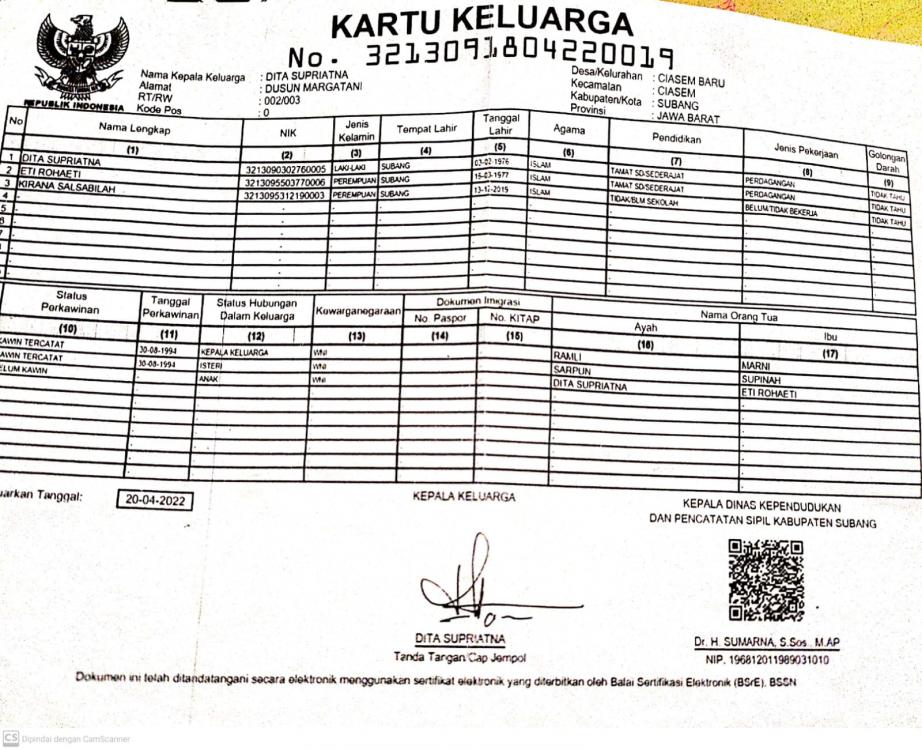 KARTU KELUARGA
No. 3213091804220019
REPUBLIK INDONESIA
Nama Kepala Keluarga : DITA SUPRIATNA
Alamat : DUSUN MARGATANI
RT/RW : 002/003
Kode Pos : 0
Desa/Kelurahan : CIASEM BARU
Kecamatan : CIASEM
Kabupaten/Kota : SUBANG
Provinsi : JAWA BARAT
No Nama Lengkap NIK Jenis Kelamin Tempat Lahir Tanggal Lahir Agama Pendidikan Jenis Pekerjaan Golongan Darah
(1) (2) (3) (4) (5) (6) (7) (8) (9)
1 DITA SUPRIATNA 3213090302760005 LAKI-LAKI SUBANG 03-02-1976 ISLAM TAMAT SD/SEDERAJAT PERDAGANGAN TIDAK TAHU
2 ETI ROHAETI 3213095503770006 PEREMPUAN SUBANG 15-03-1977 ISLAM TAMAT SD/SEDERAJAT PERDAGANGAN TIDAK TAHU
3 KIRANA SALSABILAH 3213095312190003 PEREMPUAN SUBANG 13-12-2019 ISLAM TIDAK/BLM SEKOLAH BELUM/TIDAK BEKERJA TIDAK TAHU
4
5
6
7
Status Perkawinan Tanggal Perkawinan Status Hubungan Dalam Keluarga Kewarganegaraan Dokumen Imigrasi Nama Orang Tua
No. Paspor No. KITAP Ayah Ibu
(10) (11) (12) (13) (14) (15) (16) (17)
KAWIN TERCATAT 30-08-1994 KEPALA KELUARGA WNI RAMLI MARNI
AWIN TERCATAT 30-08-1994 ISTERI WNI SARPUN SUPINAH
ELUM KAWIN ANAK WNI DITA SUPRIATNA ETI ROHAETI
uarkan Tanggal: 20-04-2022
KEPALA KELUARGA
KEPALA DINAS KEPENDUDUKAN
DAN PENCATATAN SIPIL KABUPATEN SUBANG
DITA SUPRIATNA
Tanda Tangan/Cap Jempol
Dr. H. SUMARNA, S.Sos., M.AP
NIP. 196812011989031010
Dokumen ini telah ditandatangani secara elektronik menggunakan sertifikat elektronik yang diterbitkan oleh Balai Sertifikasi Elektronik (BSrE), BSSN
CS Dipindai dengan CamScanner